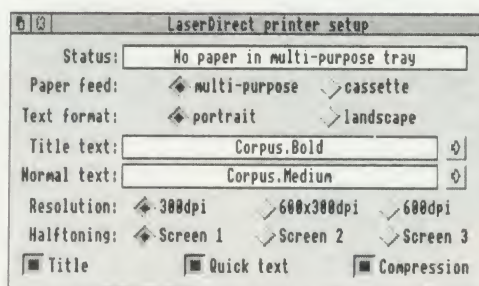 LaserDirect printer setup
Status: No paper in multi-purpose tray
Paper feed: multi-purpose cassette
Text format: portrait landscape
Title text: Corpus.Bold
Normal text: Corpus.Medium
Resolution: 300dpi 600x300dpi 600dpi
Halftoning: Screen 1 Screen 2 Screen 3
Title Quick text Compression